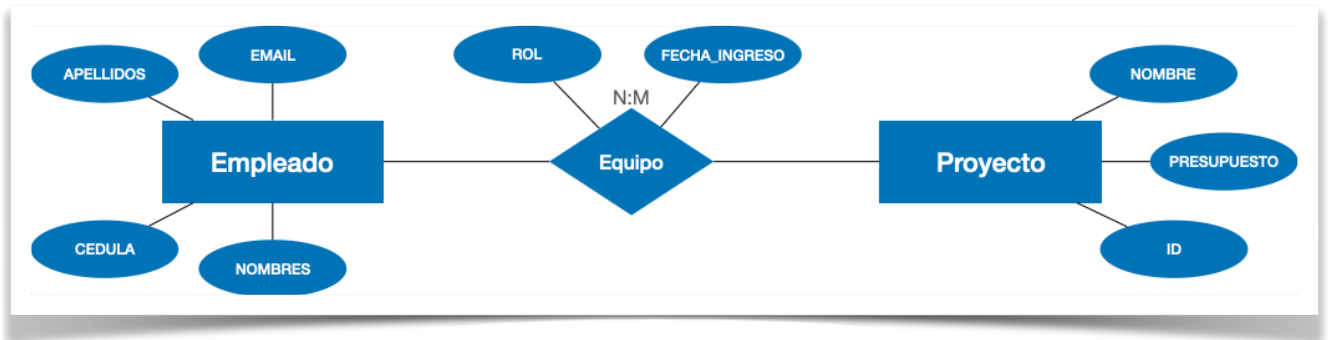 EMAIL
ROL
FECHA_INGRESO
APELLIDOS
NOMBRE
N:M
Empleado
Equipo
Proyecto
PRESUPUESTO
CEDULA
NOMBRES
ID